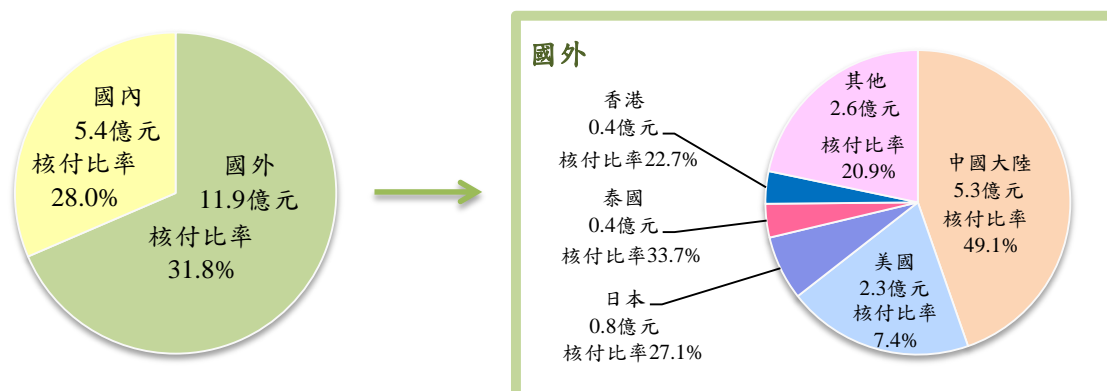 國內
5.4億元
核付比率
28.0%
國外
11.9億元
核付比率
31.8%
國外
香港
0.4億元
核付比率22.7%
泰國
0.4億元
核付比率33.7%
日本
0.8億元
核付比率27.1%
其他
2.6億元
核付比率
20.9%
中國大陸
5.3億元
核付比率
49.1%
美國
2.3億元
核付比率
7.4%